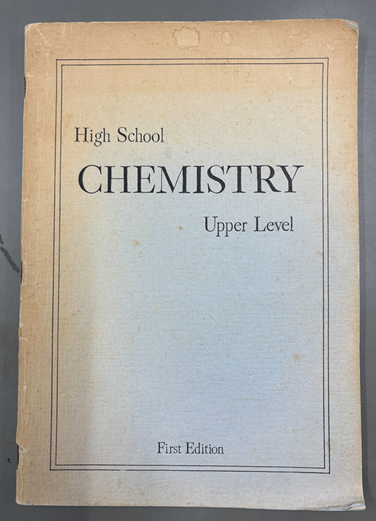 High School
CHEMISTRY
Upper Level
First Edition